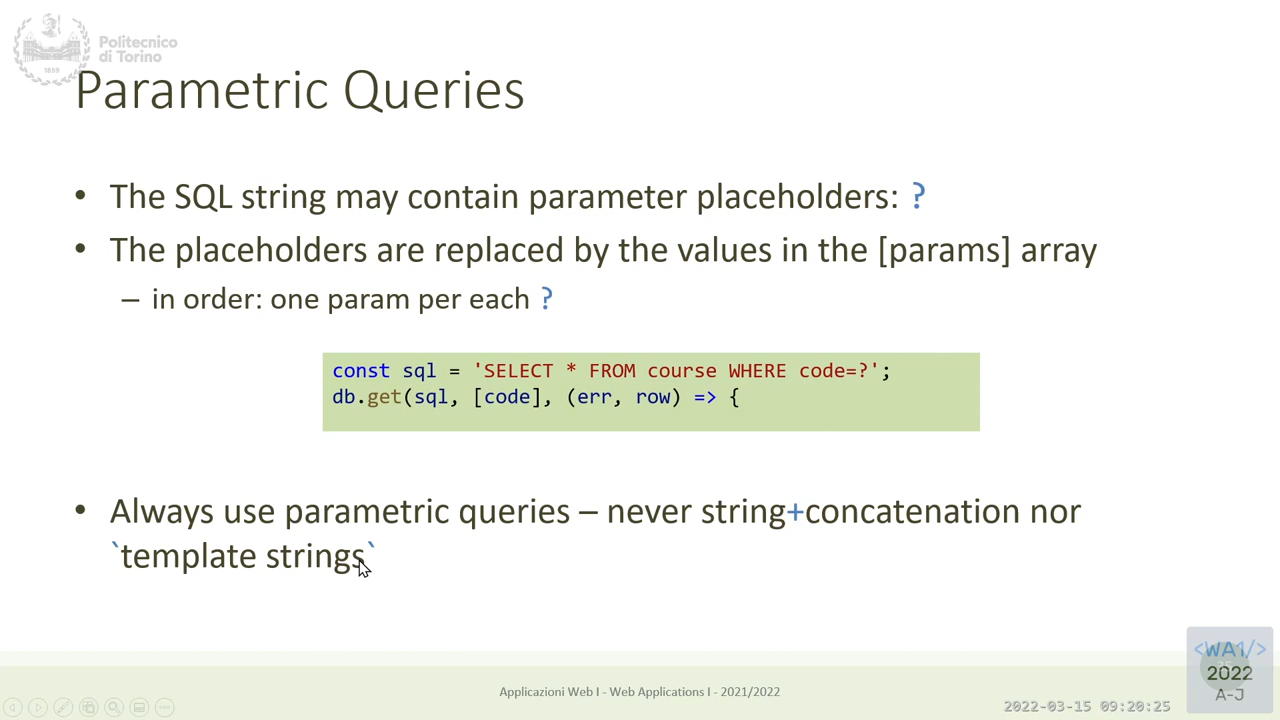 Politecnico
di Torino
1859
Parametric Queries
• The SQL string may contain parameter placeholders: ?
• The placeholders are replaced by the values in the [params] array
– in order: one param per each ?
const sql = 'SELECT * FROM course WHERE code=?';
db.get(sql, [code], (err, row) => {
• Always use parametric queries – never string+concatenation nor
`template strings`
Applicazioni Web I - Web Applications I - 2021/2022
<WA1/>
2022
A-J
2022-03-15 09:20:25